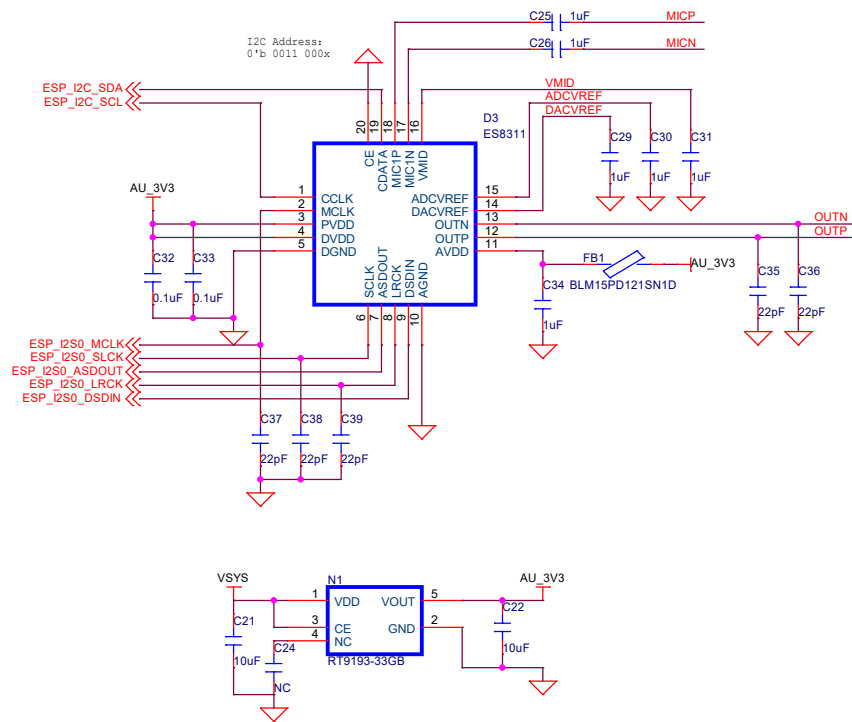 C25 1uF MICP
I2C Address:
0'b 0011 000x
C26 1uF MICN
ESP_I2C_SDA
ESP_I2C_SCL
VMID
ADCVREF
DACVREF
D3
ES8311
20 19 18 17 16
CE CDATA MIC1P MIC1N VMID
C29 C30 C31
1uF 1uF 1uF
AU_3V3
1 CCLK ADCVREF 15
2 MCLK DACVREF 14
3 PVDD OUTN 13 OUTN
4 DVDD OUTP 12 OUTP
5 DGND AVDD 11
SCLK ASDOUT LRCK DSDIN AGND
6 7 8 9 10
C32 C33
0.1uF 0.1uF
FB1 AU_3V3
BLM15PD121SN1D
C34
1uF
C35 C36
22pF 22pF
ESP_I2S0_MCLK
ESP_I2S0_SLCK
ESP_I2S0_ASDOUT
ESP_I2S0_LRCK
ESP_I2S0_DSDIN
C37 C38 C39
22pF 22pF 22pF
VSYS N1 AU_3V3
1 VDD VOUT 5
3 CE GND 2
4 NC
RT9193-33GB
C21
10uF
C24
NC
C22
10uF